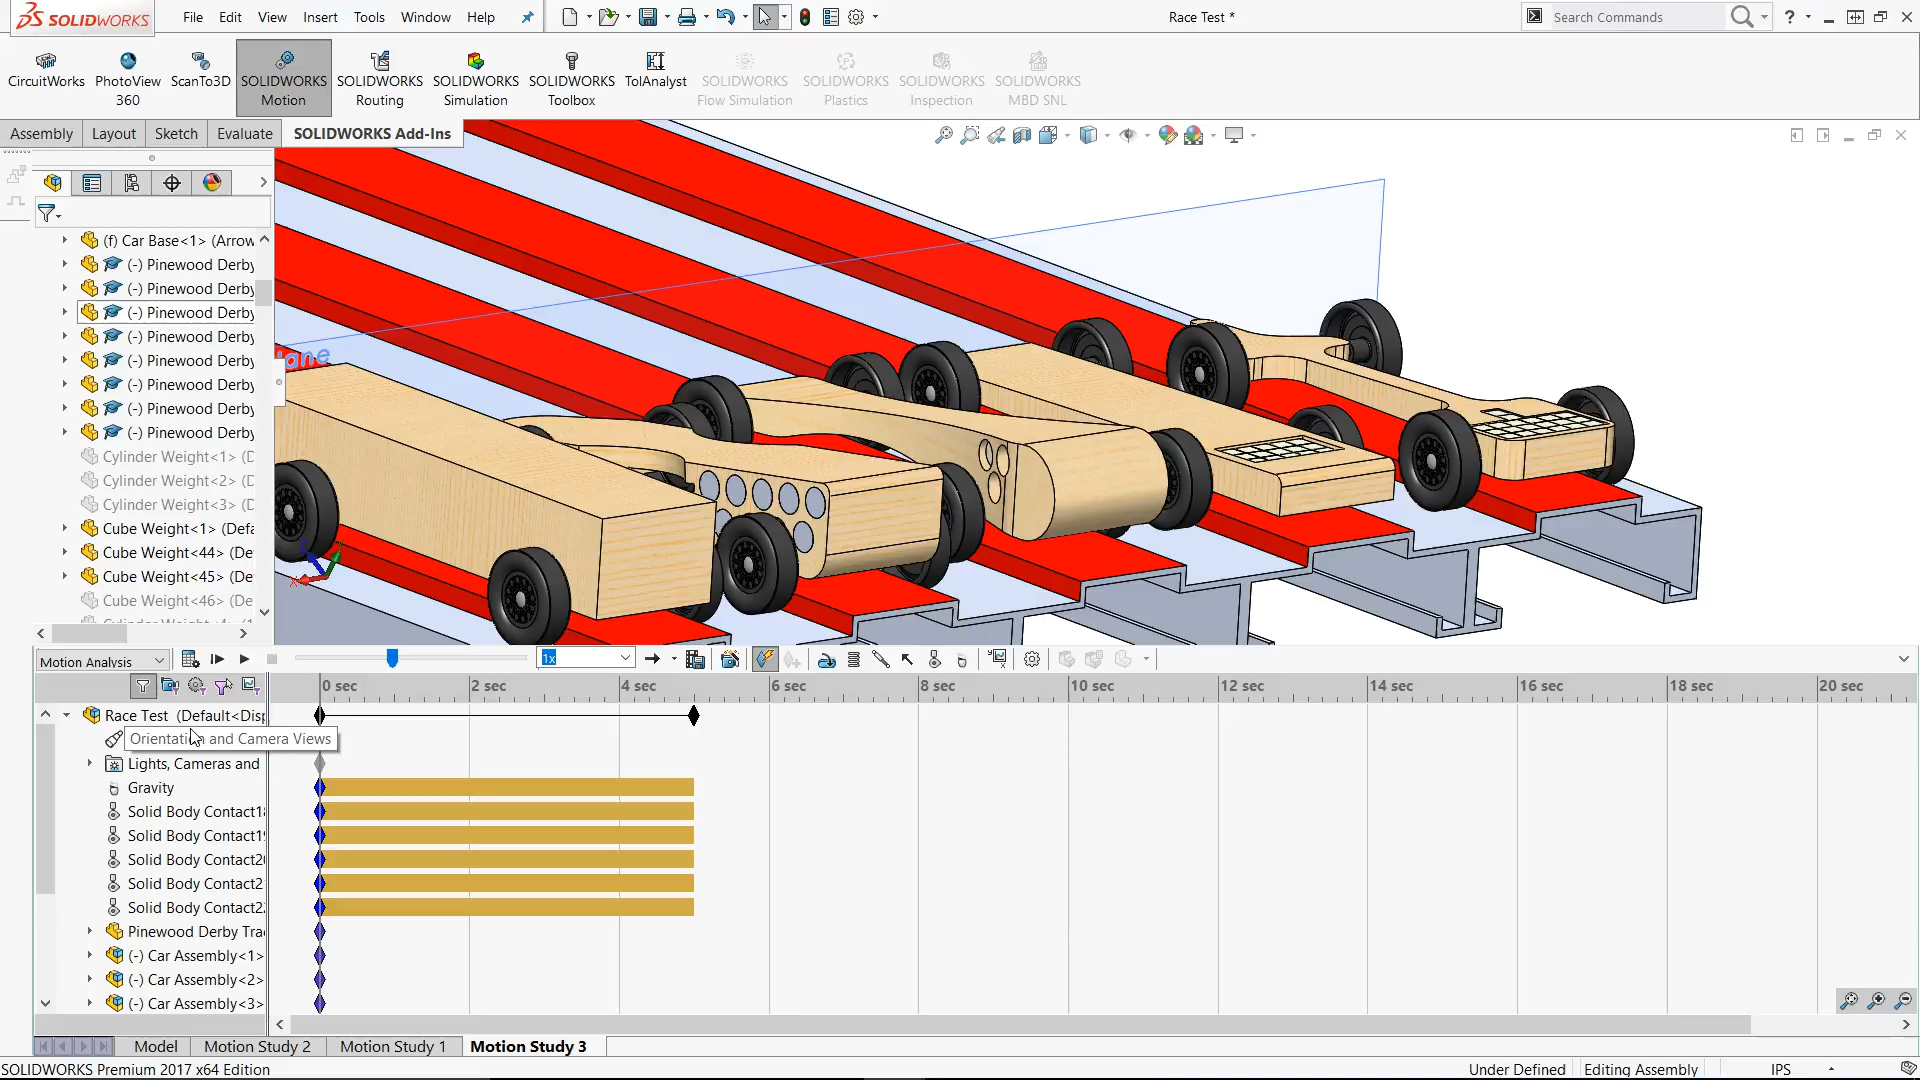 SOLIDWORKS File Edit View Insert Tools Window Help Race Test * Search Commands ?
CircuitWorks PhotoView 360 ScanTo3D SOLIDWORKS Motion SOLIDWORKS Routing SOLIDWORKS Simulation SOLIDWORKS Toolbox TolAnalyst SOLIDWORKS Flow Simulation SOLIDWORKS Plastics SOLIDWORKS Inspection SOLIDWORKS MBD SNL
Assembly Layout Sketch Evaluate SOLIDWORKS Add-Ins
(f) Car Base<1> (Arrow
(-) Pinewood Derby
(-) Pinewood Derby
(-) Pinewood Derby
(-) Pinewood Derby
(-) Pinewood Derby
(-) Pinewood Derby
(-) Pinewood Derby
(-) Pinewood Derby
Cylinder Weight<1> (D
Cylinder Weight<2> (D
Cylinder Weight<3> (D
Cube Weight<1> (Defa
Cube Weight<44> (De
Cube Weight<45> (De
Cube Weight<46> (De
lane
Motion Analysis 1x
0 sec 2 sec 4 sec 6 sec 8 sec 10 sec 12 sec 14 sec 16 sec 18 sec 20 sec
Race Test (Default<Disp
Orientation and Camera Views
Lights, Cameras and
Gravity
Solid Body Contact18
Solid Body Contact19
Solid Body Contact20
Solid Body Contact2
Solid Body Contact22
Pinewood Derby Tra
(-) Car Assembly<1>
(-) Car Assembly<2>
(-) Car Assembly<3>
Model Motion Study 2 Motion Study 1 Motion Study 3
SOLIDWORKS Premium 2017 x64 Edition Under Defined Editing Assembly IPS